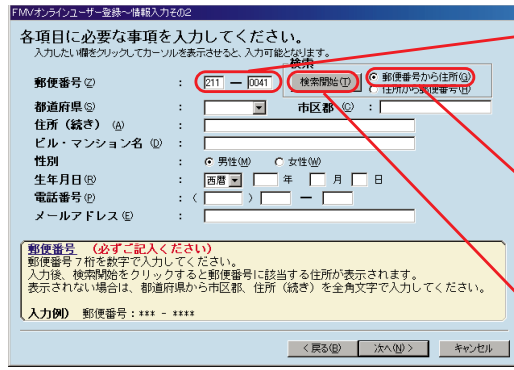 FMVオンラインユーザー登録～情報入力その2
各項目に必要な事項を入力してください。
入力したい欄をクリックしてカーソルを表示させると、入力可能となります。
検索
郵便番号(Z) : 211 ー 0041 検索開始(T) 郵便番号から住所(G)
住所から郵便番号(H)
都道府県(S) : 市区郡(C) :
住所（続き）(A) :
ビル・マンション名(D) :
性別 : 男性(M) 女性(W)
生年月日(R) : 西暦 年 月 日
電話番号(P) : ( ) ー
メールアドレス(E) :
郵便番号 （必ずご記入ください）
郵便番号7桁を数字で入力してください。
入力後、検索開始をクリックすると郵便番号に該当する住所が表示されます。
表示されない場合は、都道府県から市区郡、住所（続き）を全角文字で入力してください。
入力例） 郵便番号：*** - ****
< 戻る(B) 次へ(N) > キャンセル